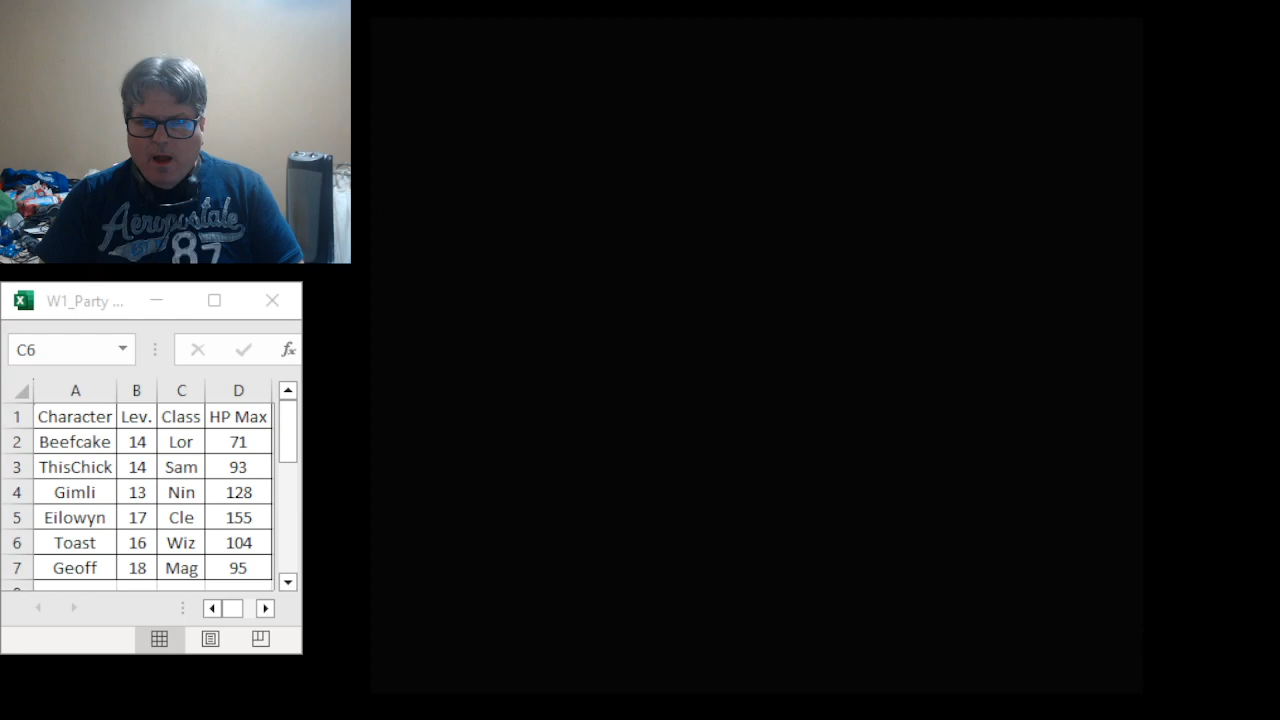 Aéropostale
87
W1_Party ...
C6
fx
A B C D
1 Character Lev. Class HP Max
2 Beefcake 14 Lor 71
3 ThisChick 14 Sam 93
4 Gimli 13 Nin 128
5 Eilowyn 17 Cle 155
6 Toast 16 Wiz 104
7 Geoff 18 Mag 95